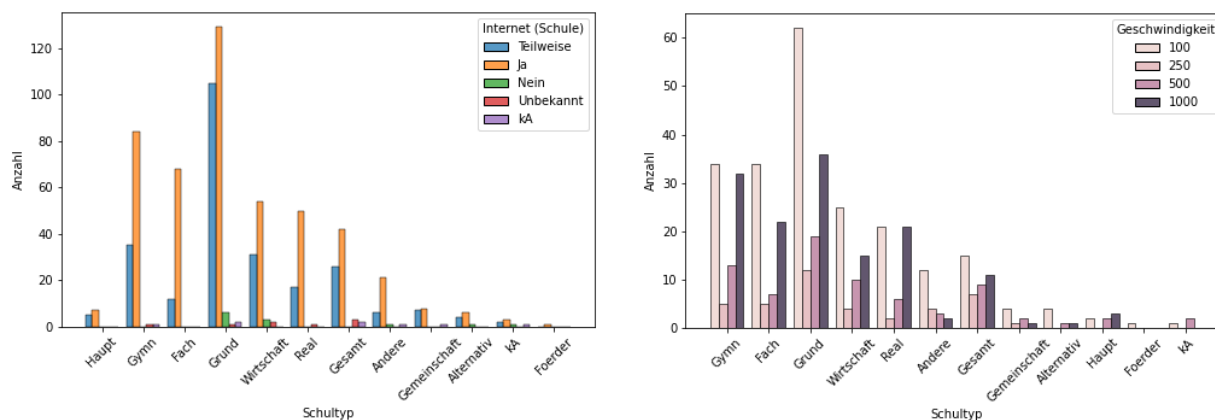 Internet (Schule)
Teilweise
Ja
Nein
Unbekannt
kA
Anzahl
120
100
80
60
40
20
0
Haupt
Gymn
Fach
Grund
Wirtschaft
Real
Gesamt
Andere
Gemeinschaft
Alternativ
kA
Foerder
Schultyp
Geschwindigkeit
100
250
500
1000
Anzahl
60
50
40
30
20
10
0
Gymn
Fach
Grund
Wirtschaft
Real
Andere
Gesamt
Gemeinschaft
Alternativ
Haupt
Foerder
kA
Schultyp